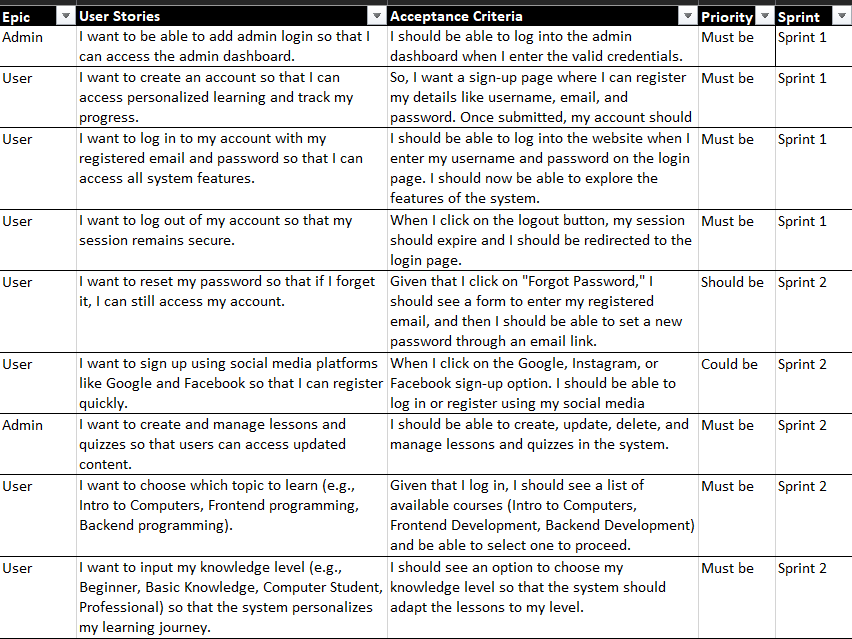 Epic User Stories Acceptance Criteria Priority Sprint
Admin I want to be able to add admin login so that I I should be able to log into the admin Must be Sprint 1
can access the admin dashboard. dashboard when I enter the valid credentials.
User I want to create an account so that I can So, I want a sign-up page where I can register Must be Sprint 1
access personalized learning and track my my details like username, email, and
progress. password. Once submitted, my account should
User I want to log in to my account with my I should be able to log into the website when I Must be Sprint 1
registered email and password so that I can enter my username and password on the login
access all system features. page. I should now be able to explore the
features of the system.
User I want to log out of my account so that my When I click on the logout button, my session Must be Sprint 1
session remains secure. should expire and I should be redirected to the
login page.
User I want to reset my password so that if I forget Given that I click on "Forgot Password," I Should be Sprint 2
it, I can still access my account. should see a form to enter my registered
email, and then I should be able to set a new
password through an email link.
User I want to sign up using social media platforms When I click on the Google, Instagram, or Could be Sprint 2
like Google and Facebook so that I can register Facebook sign-up option. I should be able to
quickly. log in or register using my social media
Admin I want to create and manage lessons and I should be able to create, update, delete, and Must be Sprint 2
quizzes so that users can access updated manage lessons and quizzes in the system.
content.
User I want to choose which topic to learn (e.g., Given that I log in, I should see a list of Must be Sprint 2
Intro to Computers, Frontend programming, available courses (Intro to Computers,
Backend programming). Frontend Development, Backend Development)
and be able to select one to proceed.
User I want to input my knowledge level (e.g., I should see an option to choose my Must be Sprint 2
Beginner, Basic Knowledge, Computer Student, knowledge level so that the system should
Professional) so that the system personalizes adapt the lessons to my level.
my learning journey.